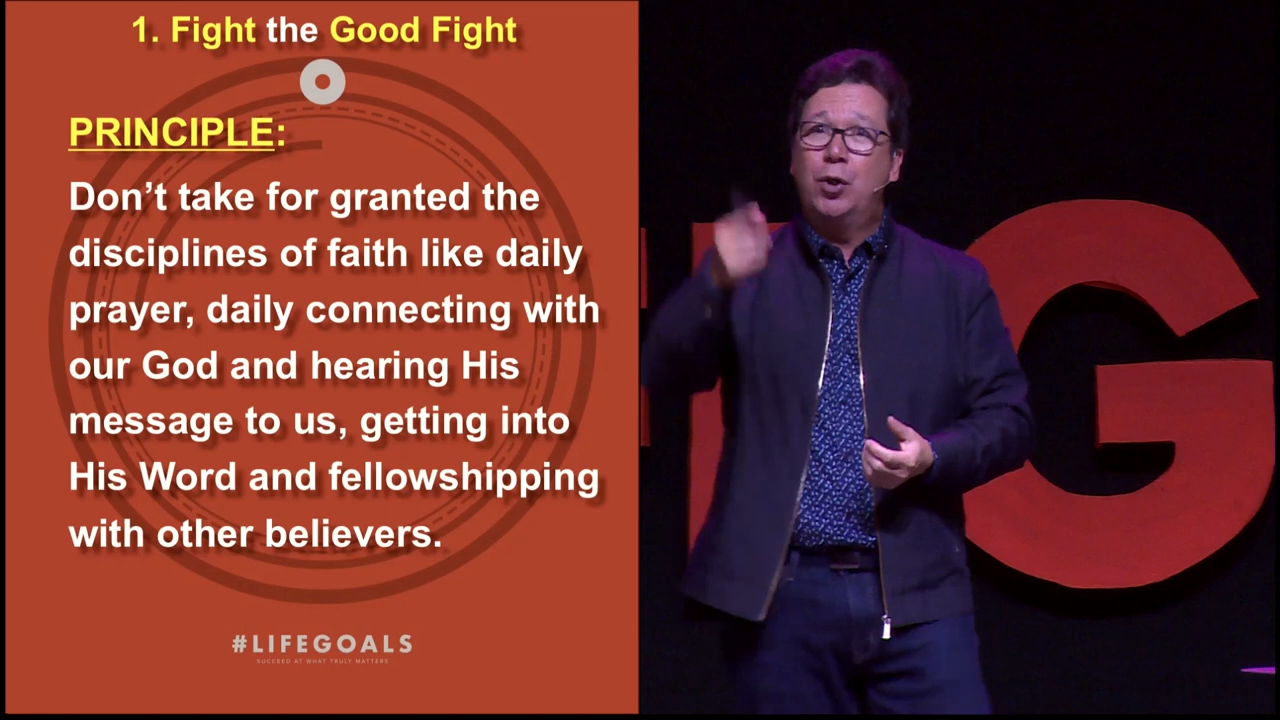 1. Fight the Good Fight
PRINCIPLE:
Don’t take for granted the
disciplines of faith like daily
prayer, daily connecting with
our God and hearing His
message to us, getting into
His Word and fellowshipping
with other believers.
#LIFEGOALS
SUCCEED AT WHAT TRULY MATTERS
G